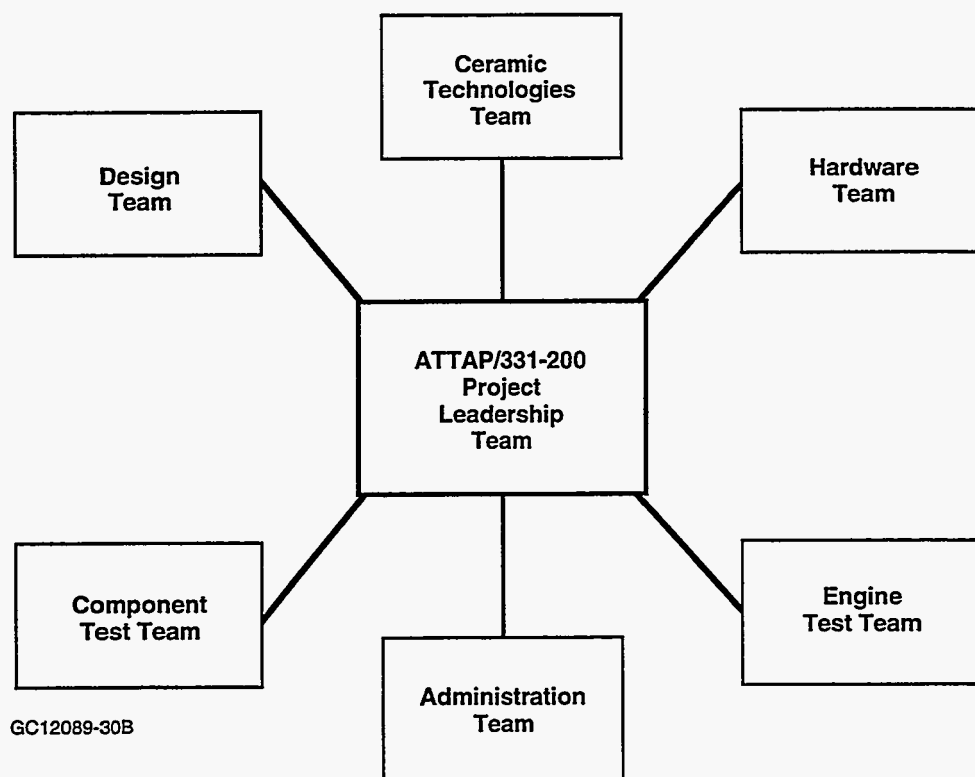 Ceramic
Technologies
Team
Design
Team
Hardware
Team
ATTAP/331-200
Project
Leadership
Team
Component
Test Team
Engine
Test Team
Administration
Team
GC12089-30B